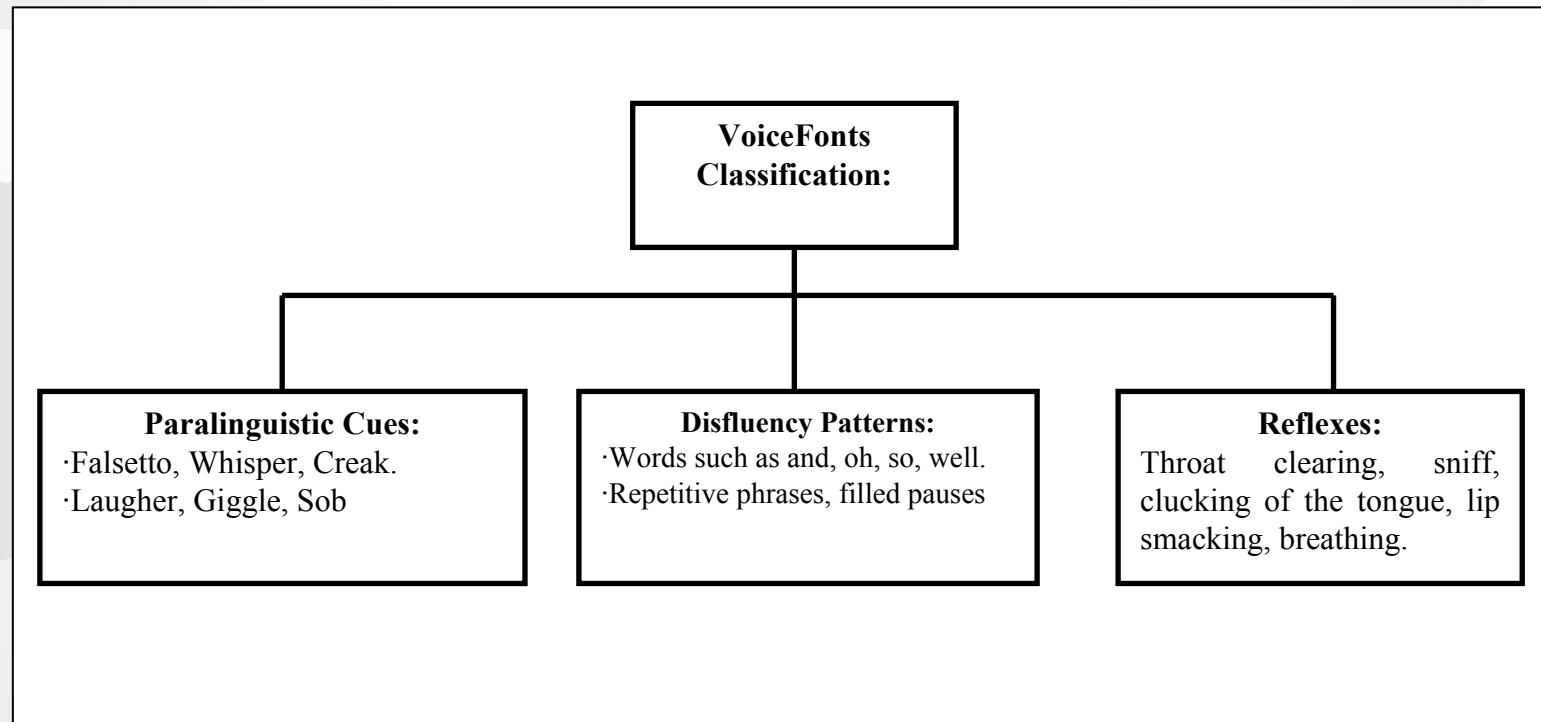 VoiceFonts
Classification:
Paralinguistic Cues:
·Falsetto, Whisper, Creak.
·Laugher, Giggle, Sob
Disfluency Patterns:
·Words such as and, oh, so, well.
·Repetitive phrases, filled pauses
Reflexes:
Throat clearing, sniff,
clucking of the tongue, lip
smacking, breathing.